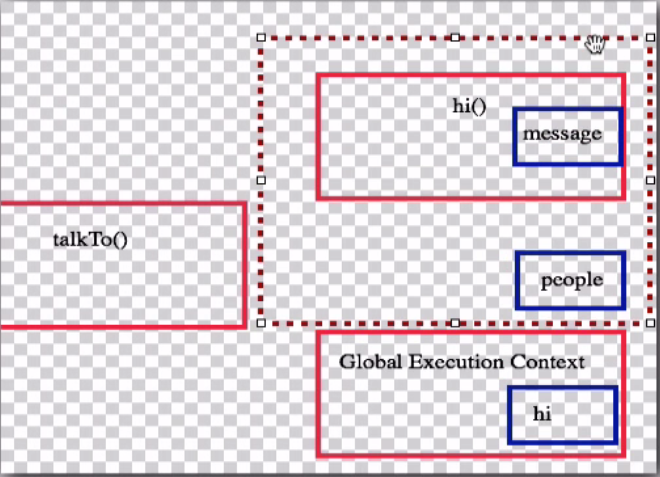 hi()
message
talkTo()
people
Global Execution Context
hi